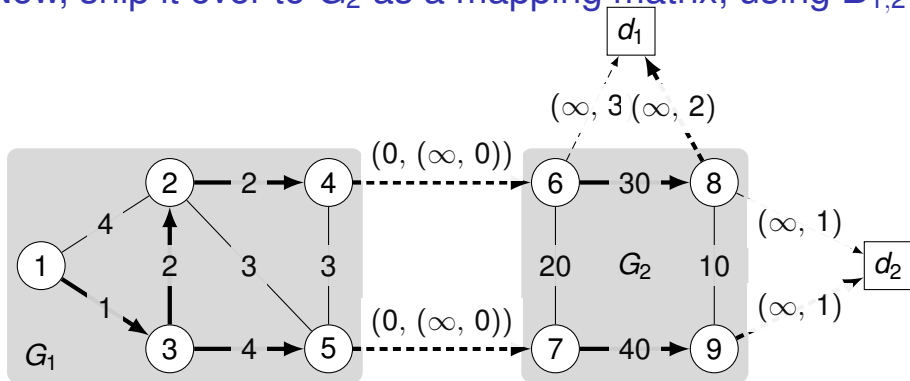 Now, ship it over to G₂ as a mapping matrix, using B₁,₂
d₁
(∞, 3 (∞, 2)
(0, (∞, 0))
2 2 4 6 30 8
4 (∞, 1)
1 2 3 3 20 G₂ 10 d₂
1 (0, (∞, 0)) (∞, 1)
G₁ 3 4 5 7 40 9